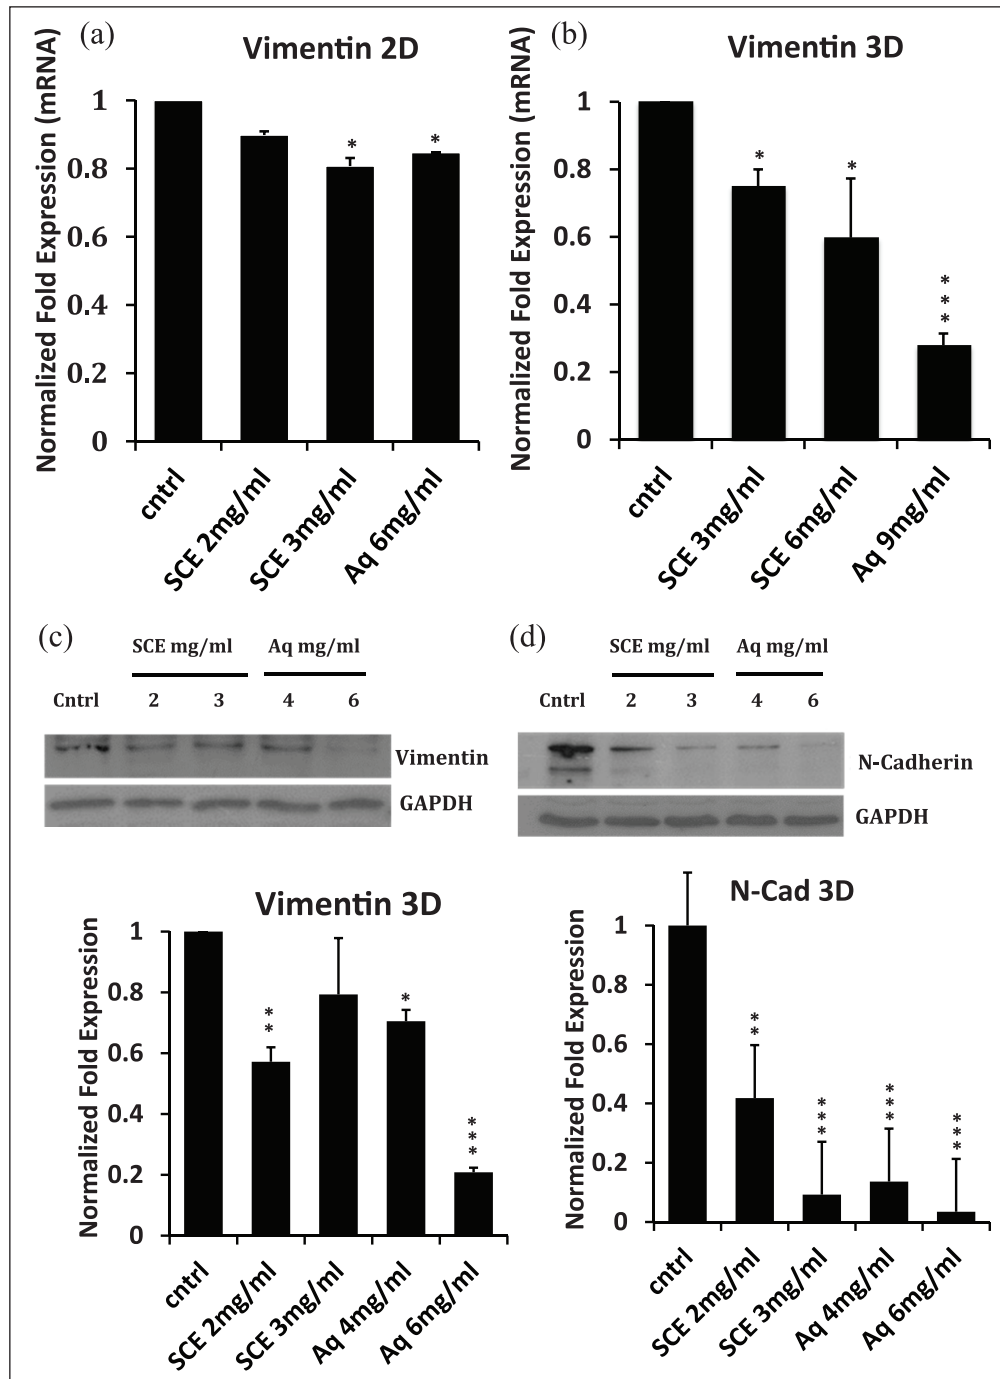 (a)
Vimentin 2D
Normalized Fold Expression (mRNA)
1
0.8
0.6
0.4
0.2
0
*
*
cntrl
SCE 2mg/ml
SCE 3mg/ml
Aq 6mg/ml
(b)
Vimentin 3D
Normalized Fold Expression (mRNA)
1
0.8
0.6
0.4
0.2
0
*
*
***
cntrl
SCE 3mg/ml
SCE 6mg/ml
Aq 9mg/ml
(c)
SCE mg/ml Aq mg/ml
Cntrl 2 3 4 6
Vimentin
GAPDH
Vimentin 3D
Normalized Fold Expression
1
0.8
0.6
0.4
0.2
0
**
*
***
cntrl
SCE 2mg/ml
SCE 3mg/ml
Aq 4mg/ml
Aq 6mg/ml
(d)
SCE mg/ml Aq mg/ml
Cntrl 2 3 4 6
N-Cadherin
GAPDH
N-Cad 3D
Normalized Fold Expression
1
0.8
0.6
0.4
0.2
0
**
***
***
***
cntrl
SCE 2mg/ml
SCE 3mg/ml
Aq 4mg/ml
Aq 6mg/ml